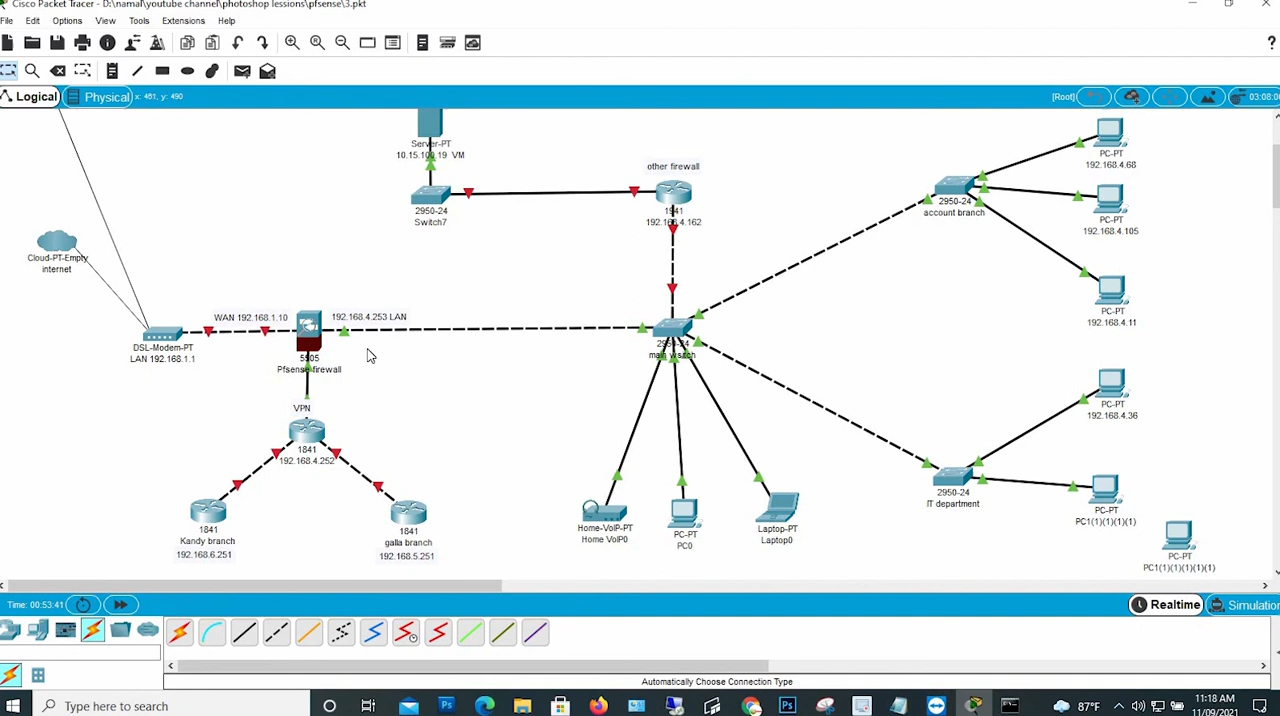 Cisco Packet Tracer - D:\namal\youtube channel\photoshop lessions\pfsense\3.pkt
File Edit Options View Tools Extensions Help
?
Logical Physical x: 451, y: 490 [Root] 03:08:0
Server-PT
10.15.100.19 VM
2950-24
Switch7
other firewall
1941
192.168.4.162
2950-24
account branch
PC-PT
192.168.4.68
PC-PT
192.168.4.105
PC-PT
192.168.4.11
Cloud-PT-Empty
internet
DSL-Modem-PT
LAN 192.168.1.1
WAN 192.168.1.10
192.168.4.253 LAN
5505
Pfsense firewall
2950-24
main wsitch
VPN
1841
192.168.4.252
1841
Kandy branch
192.168.6.251
1841
galla branch
192.168.5.251
Home-VoIP-PT
Home VoIP0
PC-PT
PC0
Laptop-PT
Laptop0
2950-24
IT department
PC-PT
192.168.4.36
PC-PT
PC1(1)(1)(1)
PC-PT
PC1(1)(1)(1)(1)
Time: 00:53:41 Realtime Simulation
Automatically Choose Connection Type
Type here to search
87°F
11:18 AM
11/09/2021